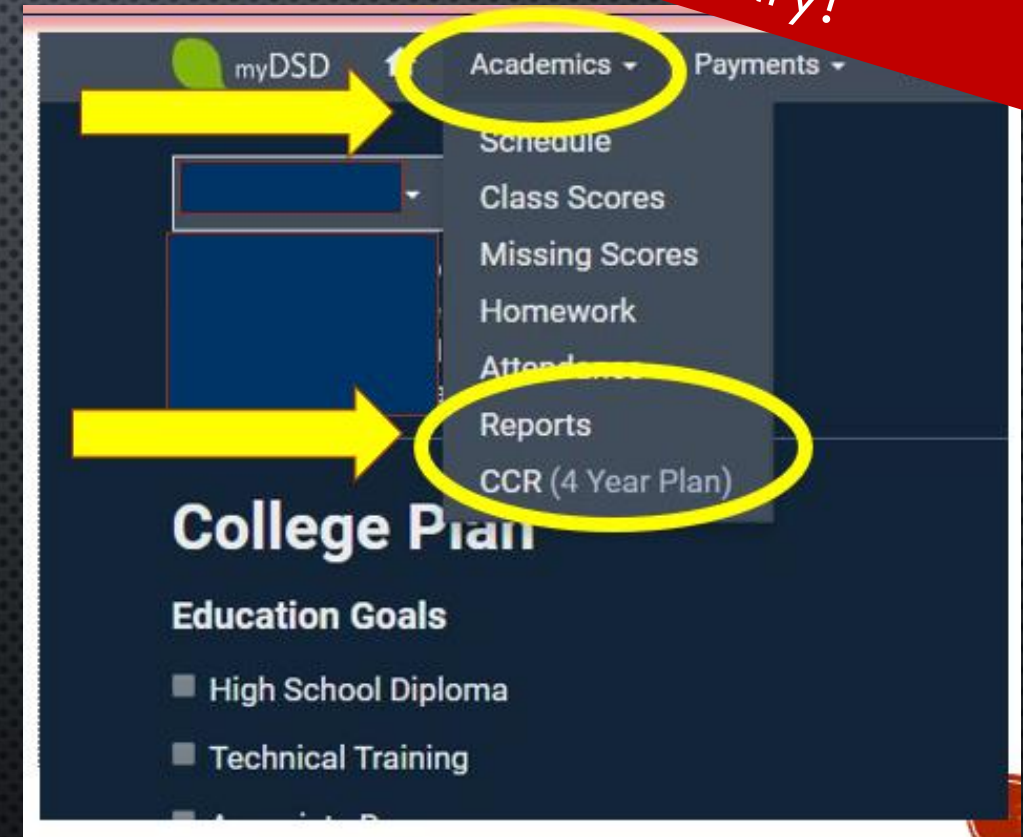 myDSD Academics Payments
Schedule
Class Scores
Missing Scores
Homework
Attendance
Reports
CCR (4 Year Plan)
College Plan
Education Goals
High School Diploma
Technical Training